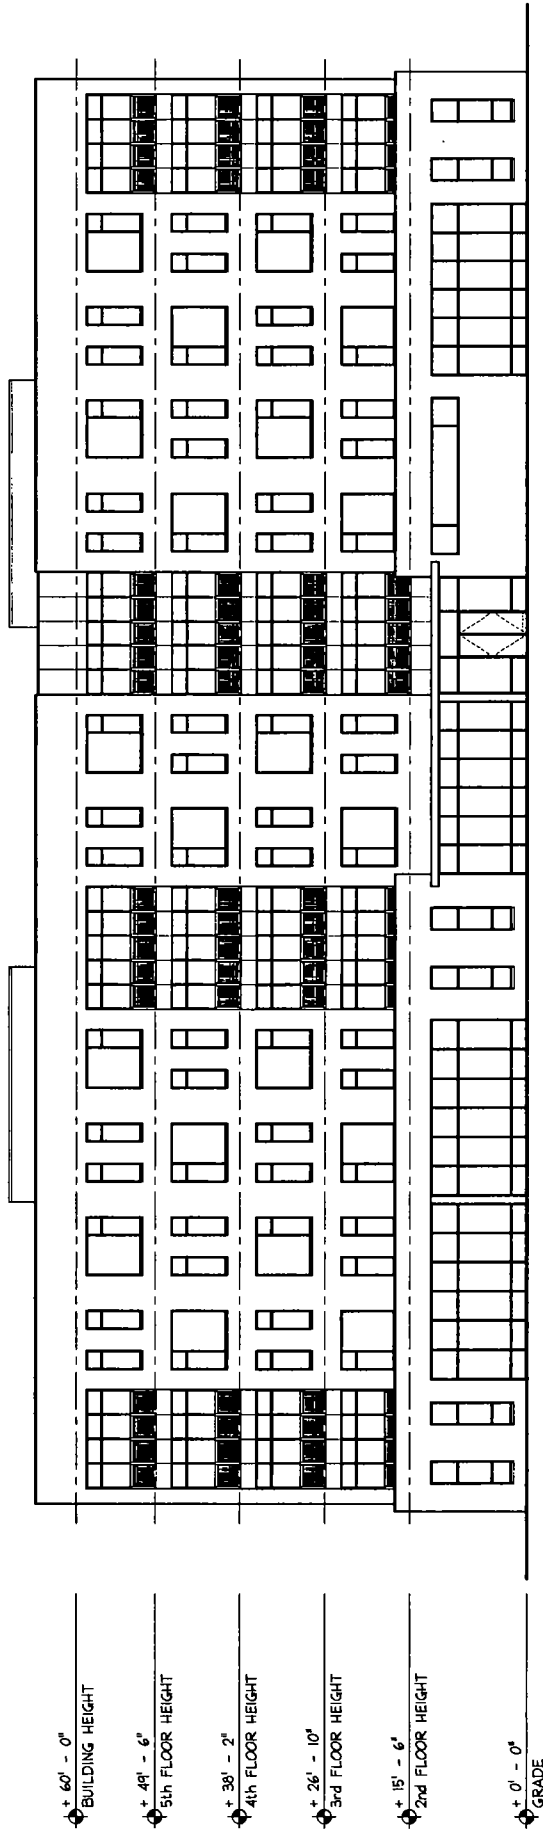 + 60' - 0"
BUILDING HEIGHT
+ 49' - 6"
5th FLOOR HEIGHT
+ 38' - 2"
4th FLOOR HEIGHT
+ 26' - 10"
3rd FLOOR HEIGHT
+ 15' - 6"
2nd FLOOR HEIGHT
+ 0' - 0"
GRADE